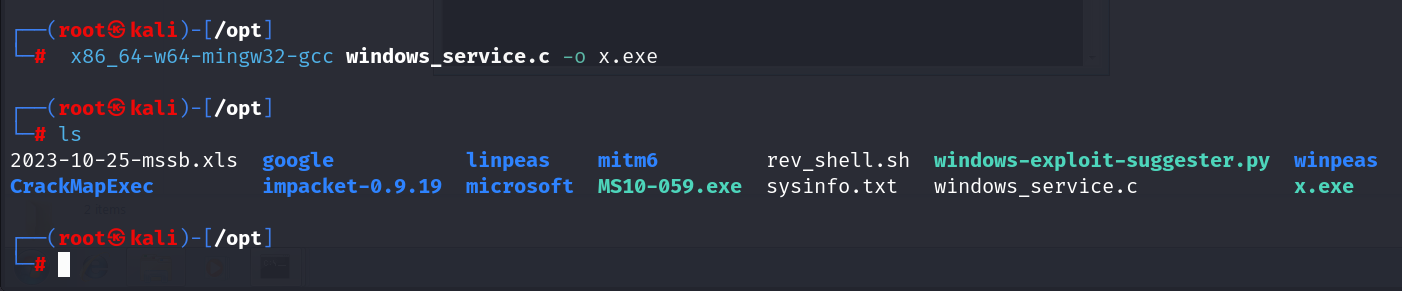 ┌──(root㉿kali)-[/opt]
└─# x86_64-w64-mingw32-gcc windows_service.c -o x.exe
┌──(root㉿kali)-[/opt]
└─# ls
2023-10-25-mssb.xls google linpeas mitm6 rev_shell.sh windows-exploit-suggester.py winpeas
CrackMapExec impacket-0.9.19 microsoft MS10-059.exe sysinfo.txt windows_service.c x.exe
┌──(root㉿kali)-[/opt]
└─#